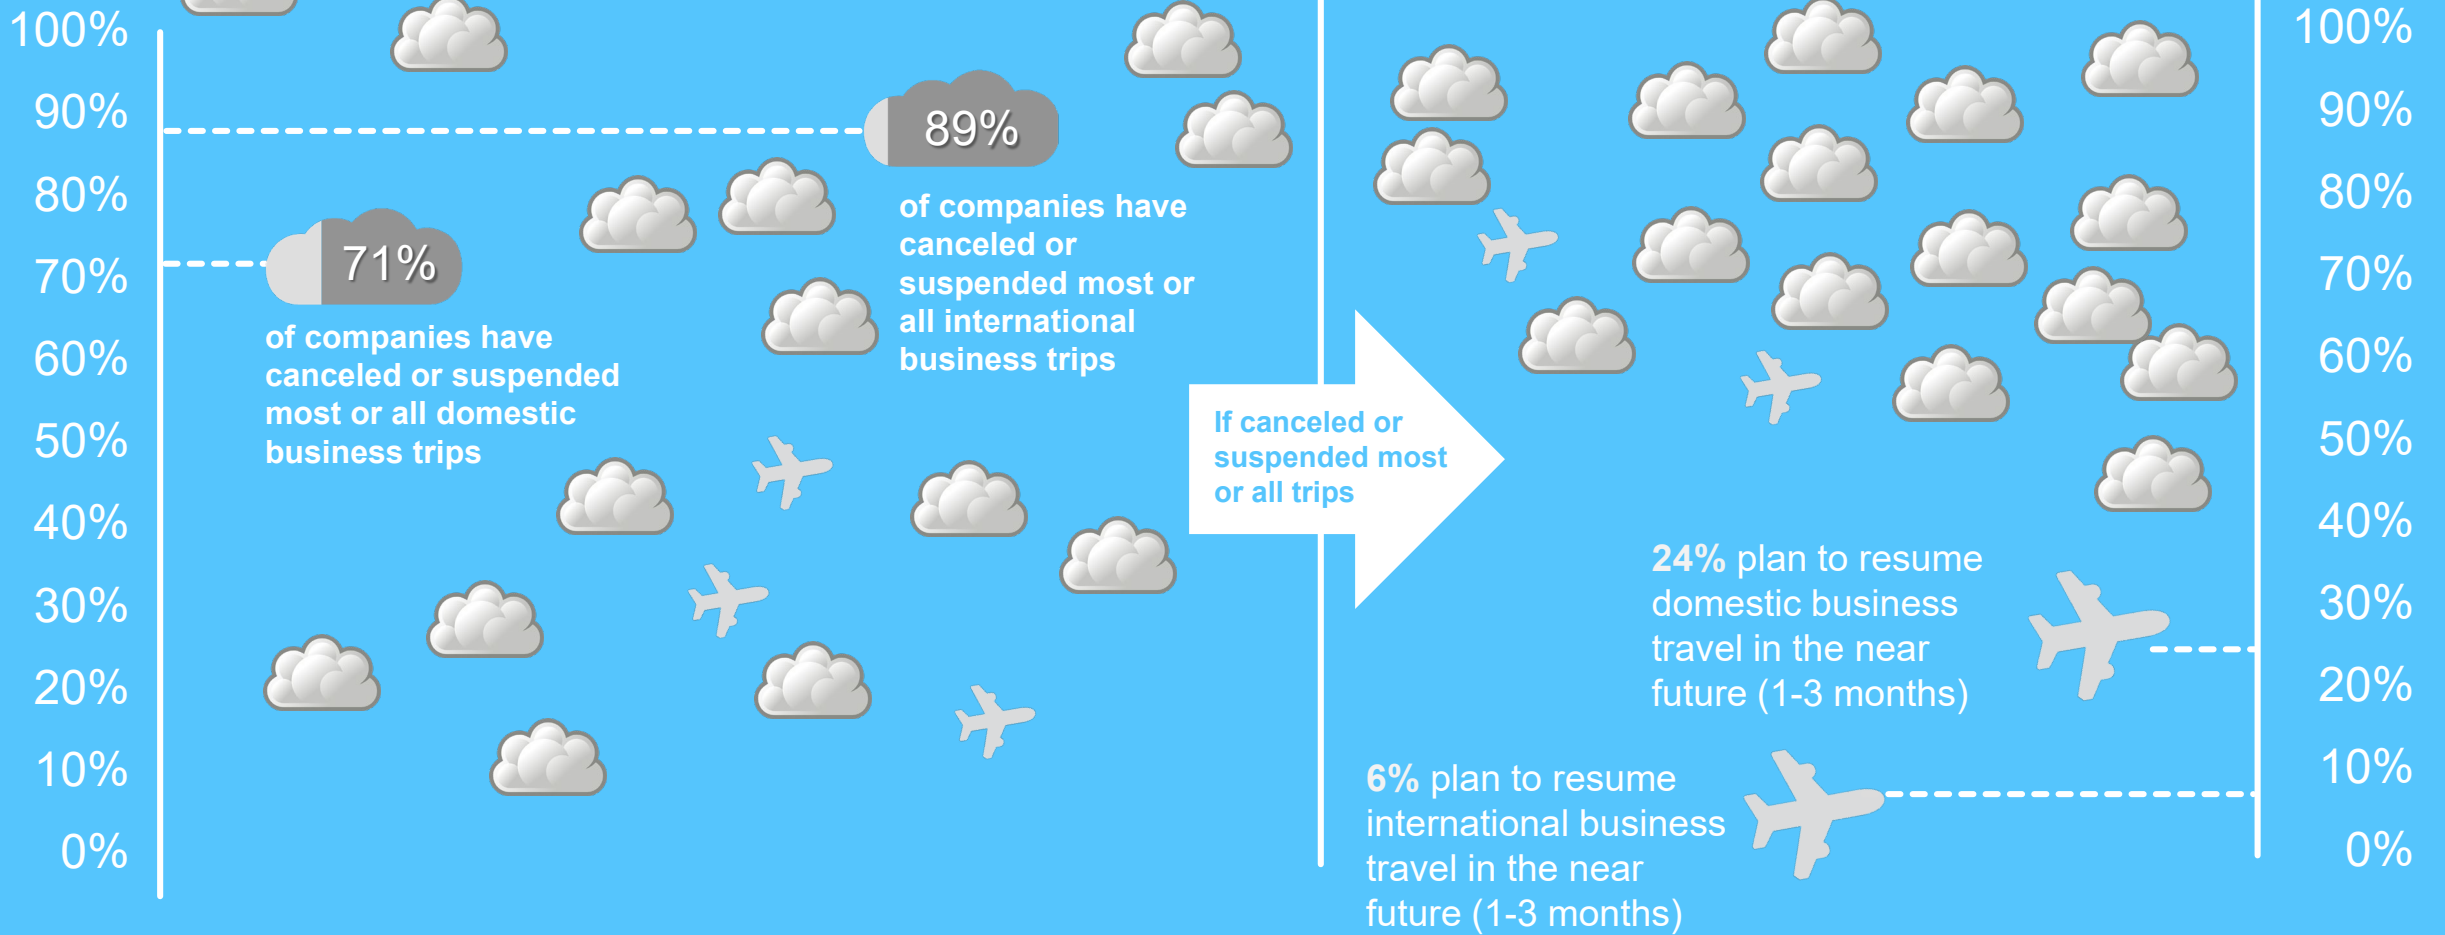 100%
90%
80%
70%
60%
50%
40%
30%
20%
10%
0%
71%
of companies have
canceled or suspended
most or all domestic
business trips
89%
of companies have
canceled or
suspended most or
all international
business trips
If canceled or
suspended most
or all trips
24% plan to resume
domestic business
travel in the near
future (1-3 months)
6% plan to resume
international business
travel in the near
future (1-3 months)
100%
90%
80%
70%
60%
50%
40%
30%
20%
10%
0%